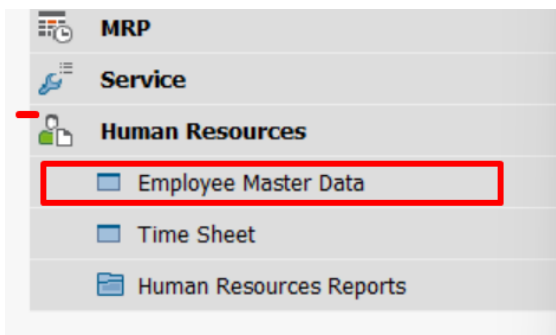 MRP
Service
Human Resources
Employee Master Data
Time Sheet
Human Resources Reports